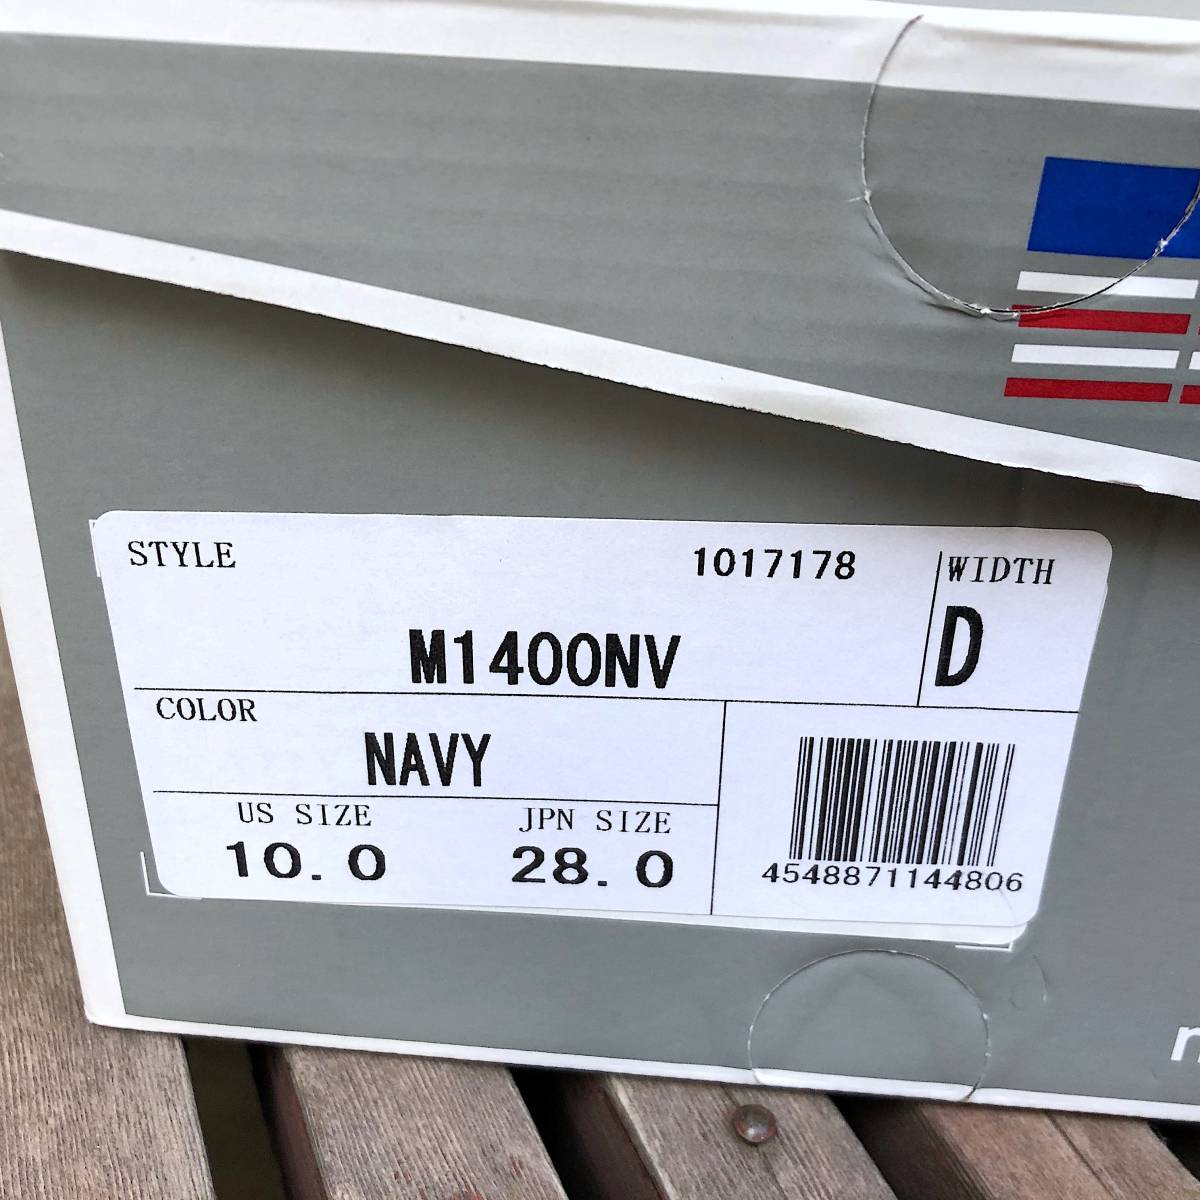 STYLE 1017178 WIDTH
M1400NV D
COLOR
NAVY
US SIZE JPN SIZE
10.0 28.0
4548871144806